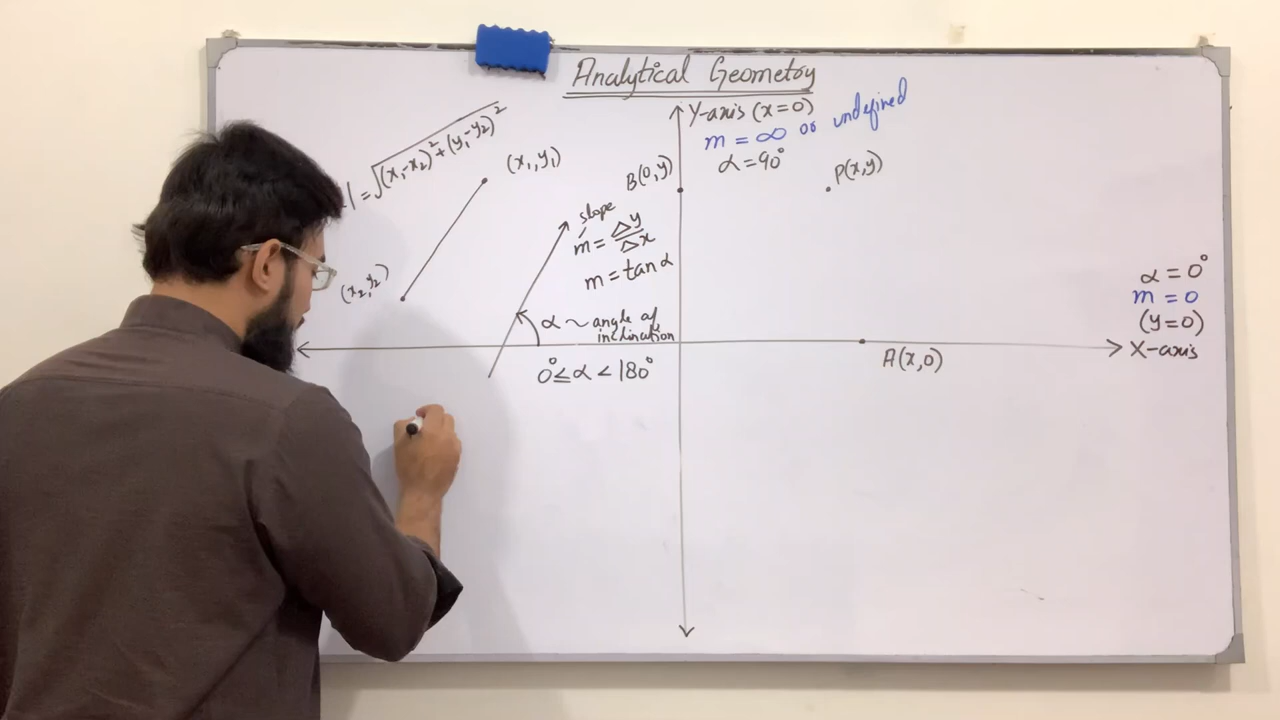 Analytical Geometry
| = √(x₁-x₂)²+(y₁-y₂)²
(x₁,y₁)
(x₂,y₂)
slope
m = Δy/Δx
m = tan α
α ~ angle of
inclination
0° ≤ α < 180°
Y-axis (x=0)
m = ∞ or undefined
α = 90°
B(0,y)
P(x,y)
A(x,0)
α = 0°
m = 0
(y=0)
X-axis